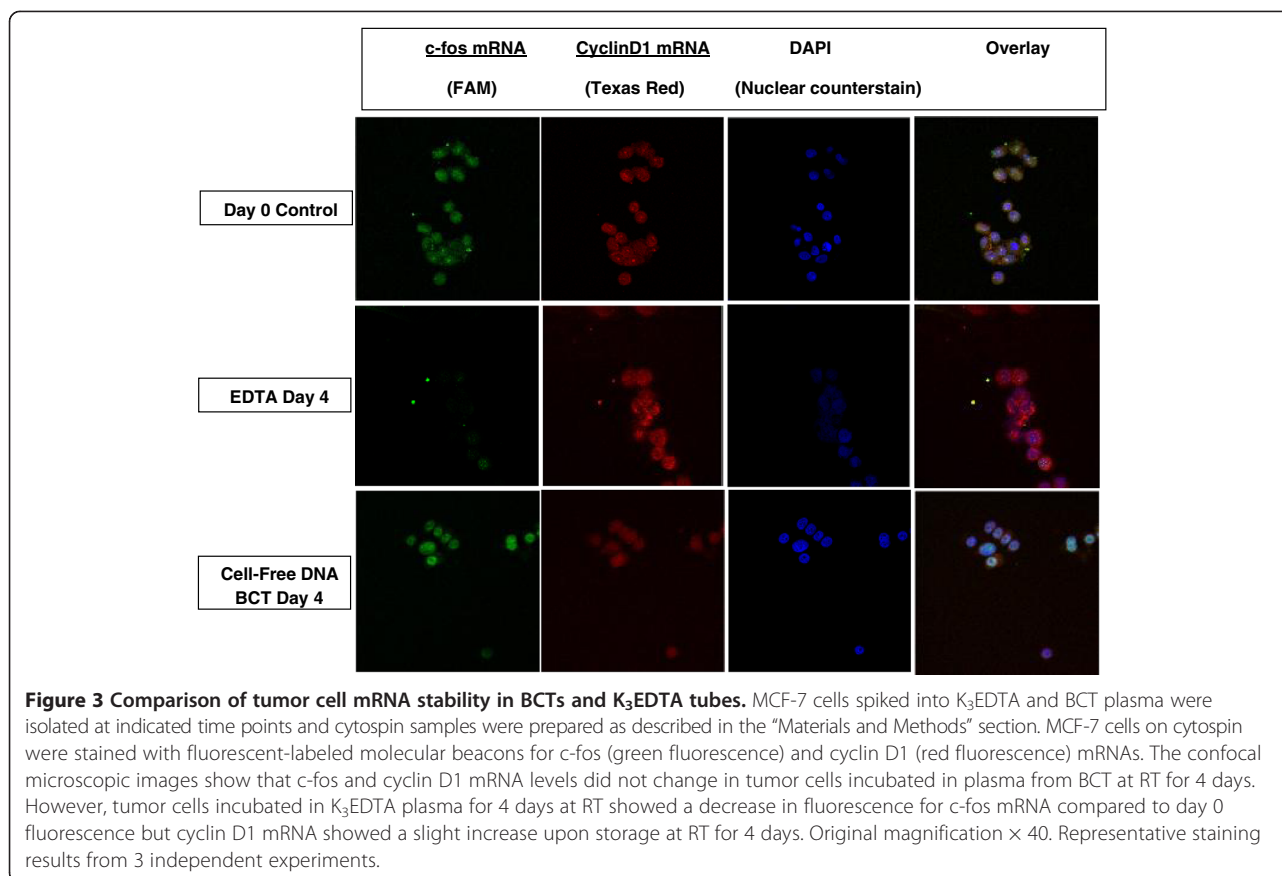 c-fos mRNA CyclinD1 mRNA DAPI Overlay
(FAM) (Texas Red) (Nuclear counterstain)
Day 0 Control
EDTA Day 4
Cell-Free DNA
BCT Day 4
Figure 3 Comparison of tumor cell mRNA stability in BCTs and K₃EDTA tubes. MCF-7 cells spiked into K₃EDTA and BCT plasma were
isolated at indicated time points and cytospin samples were prepared as described in the “Materials and Methods” section. MCF-7 cells on cytospin
were stained with fluorescent-labeled molecular beacons for c-fos (green fluorescence) and cyclin D1 (red fluorescence) mRNAs. The confocal
microscopic images show that c-fos and cyclin D1 mRNA levels did not change in tumor cells incubated in plasma from BCT at RT for 4 days.
However, tumor cells incubated in K₃EDTA plasma for 4 days at RT showed a decrease in fluorescence for c-fos mRNA compared to day 0
fluorescence but cyclin D1 mRNA showed a slight increase upon storage at RT for 4 days. Original magnification × 40. Representative staining
results from 3 independent experiments.